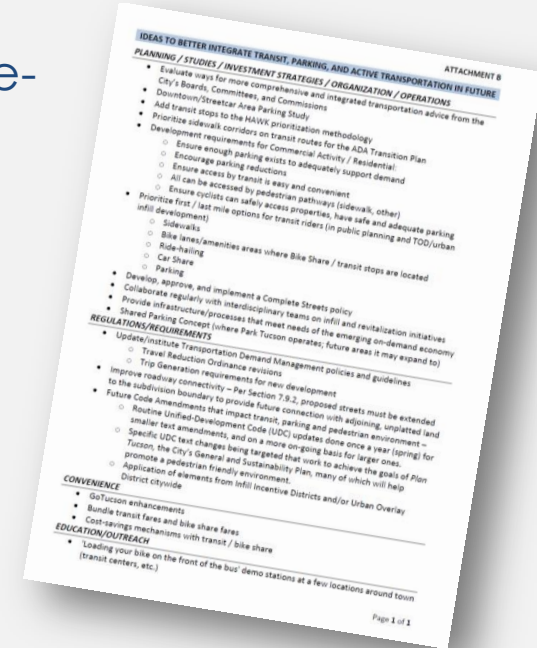 e-
ATTACHMENT B
IDEAS TO BETTER INTEGRATE TRANSIT, PARKING, AND ACTIVE TRANSPORTATION IN FUTURE
PLANNING / STUDIES / INVESTMENT STRATEGIES / ORGANIZATION / OPERATIONS
• Evaluate ways for more comprehensive and integrated transportation advice from the
City's Boards, Committees, and Commissions
• Downtown/Streetcar Area Parking Study
• Add transit stops to the HAWK prioritization methodology
• Prioritize sidewalk corridors on transit routes for the ADA Transition Plan
• Development requirements for Commercial Activity / Residential:
○ Ensure enough parking exists to adequately support demand
○ Encourage parking reductions
○ Ensure access by transit is easy and convenient
○ All can be accessed by pedestrian pathways (sidewalk, other)
○ Ensure cyclists can safely access properties, have safe and adequate parking
• Prioritize first / last mile options for transit riders (in public planning and TOD/urban
infill development)
○ Sidewalks
○ Bike lanes/amenities areas where Bike Share / transit stops are located
○ Ride-hailing
○ Car Share
○ Parking
• Develop, approve, and implement a Complete Streets policy
• Collaborate regularly with interdisciplinary teams on infill and revitalization initiatives
• Provide infrastructure/processes that meet needs of the emerging on-demand economy
• Shared Parking Concept (where Park Tucson operates; future areas it may expand to)
REGULATIONS/REQUIREMENTS
• Update/institute Transportation Demand Management policies and guidelines
○ Travel Reduction Ordinance revisions
○ Trip Generation requirements for new development
• Improve roadway connectivity – Per Section 7.9.2, proposed streets must be extended
to the subdivision boundary to provide future connection with adjoining, unplatted land
• Future Code Amendments that impact transit, parking and pedestrian environment –
○ Routine Unified-Development Code (UDC) updates done once a year (spring) for
smaller text amendments, and on a more on-going basis for larger ones.
○ Specific UDC text changes being targeted that work to achieve the goals of Plan
Tucson, the City's General and Sustainability Plan, many of which will help
promote a pedestrian friendly environment.
○ Application of elements from Infill Incentive Districts and/or Urban Overlay
District citywide
CONVENIENCE
• GoTucson enhancements
• Bundle transit fares and bike share fares
• Cost-savings mechanisms with transit / bike share
EDUCATION/OUTREACH
• 'Loading your bike on the front of the bus' demo stations at a few locations around town
(transit centers, etc.)
Page 1 of 1